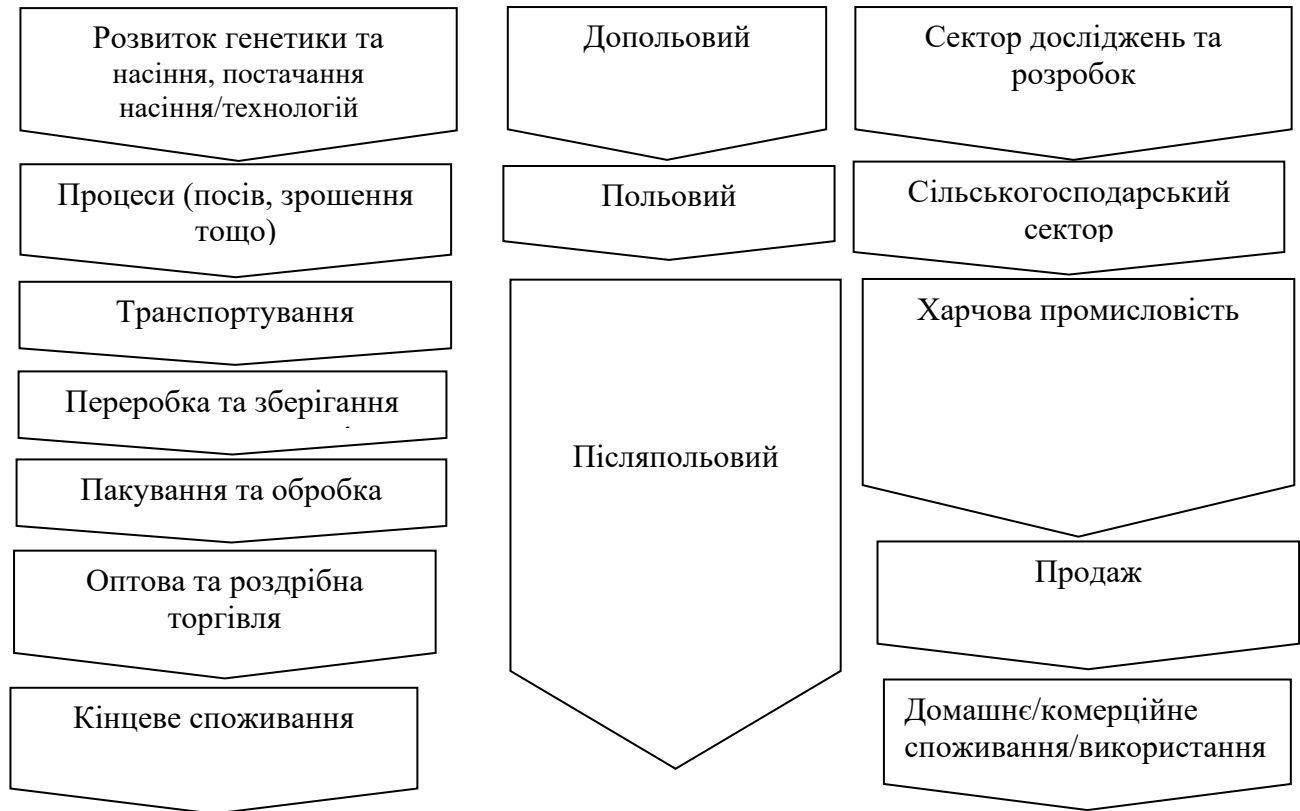 Розвиток генетики та
насіння, постачання
насіння/технологій
Процеси (посів, зрошення
тощо)
Транспортування
Переробка та зберігання
Пакування та обробка
Оптова та роздрібна
торгівля
Кінцеве споживання
Допольовий
Польовий
Післяпольовий
Сектор досліджень та
розробок
Сільськогосподарський
сектор
Харчова промисловість
Продаж
Домашнє/комерційне
споживання/використання